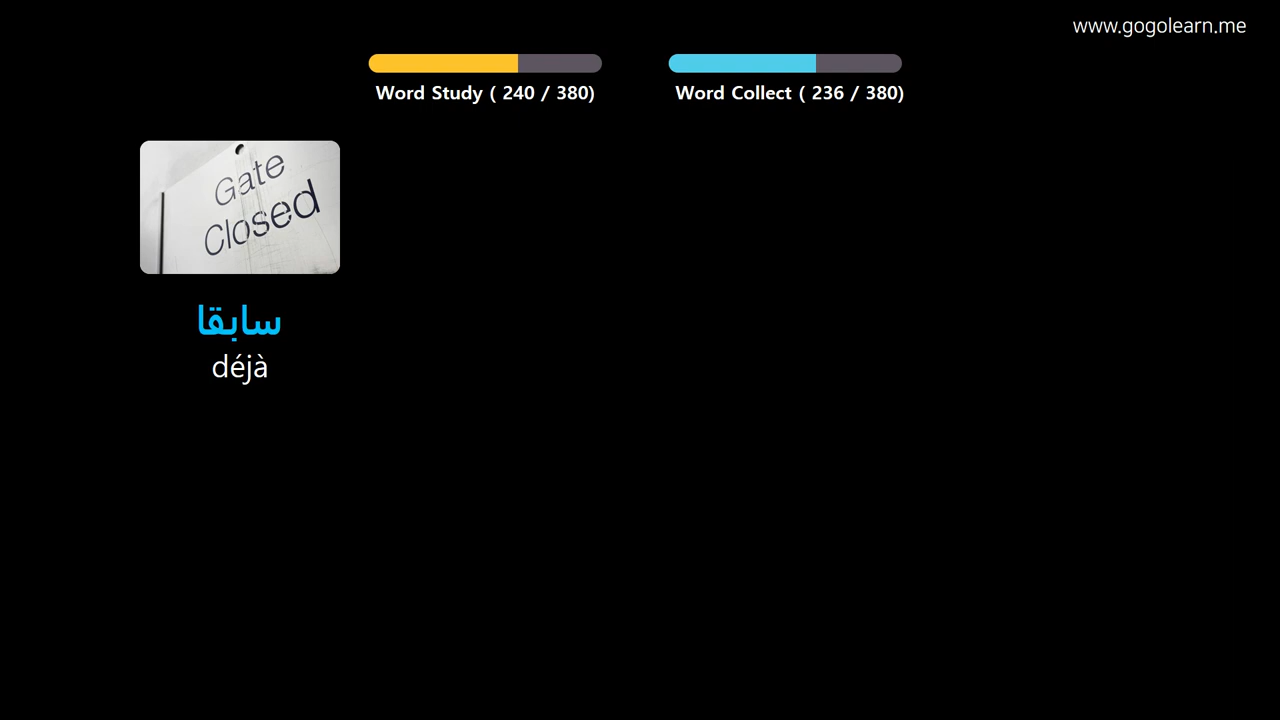 www.gogolearn.me
Word Study ( 240 / 380)
Word Collect ( 236 / 380)
Gate
Closed
سابقا
déjà